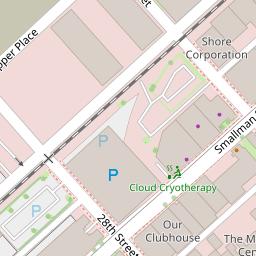 pper Place
Shore
Corporation
Smallman
P
Cloud Cryotherapy
P
28th Street
Our
Clubhouse
The M
Cen